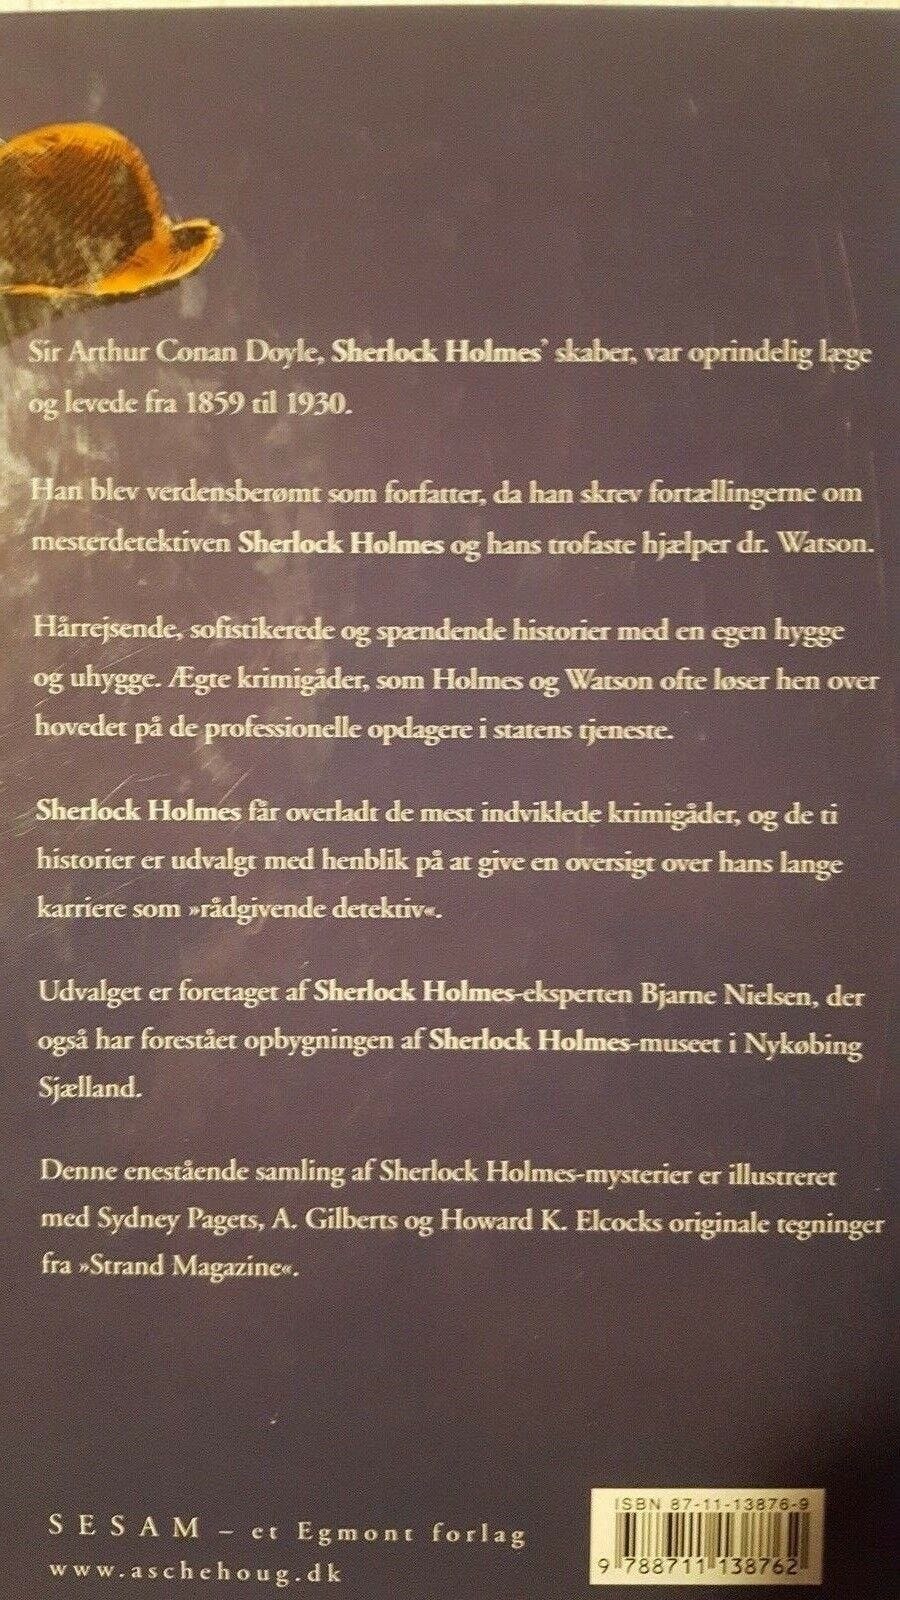 Sir Arthur Conan Doyle, Sherlock Holmes’ skaber, var oprindelig læge
og levede fra 1859 til 1930.
Han blev verdensberømt som forfatter, da han skrev fortællingerne om
mesterdetektiven Sherlock Holmes og hans trofaste hjælper dr. Watson.
Hårrejsende, sofistikerede og spændende historier med en egen hygge
og uhygge. Ægte krimigåder, som Holmes og Watson ofte løser hen over
hovedet på de professionelle opdagere i statens tjeneste.
Sherlock Holmes får overladt de mest indviklede krimigåder, og de ti
historier er udvalgt med henblik på at give en oversigt over hans lange
karriere som »rådgivende detektiv«.
Udvalget er foretaget af Sherlock Holmes-eksperten Bjarne Nielsen, der
også har forestået opbygningen af Sherlock Holmes-museet i Nykøbing
Sjælland.
Denne enestående samling af Sherlock Holmes-mysterier er illustreret
med Sydney Pagets, A. Gilberts og Howard K. Elcocks originale tegninger
fra »Strand Magazine«.
SESAM – et Egmont forlag
www.aschehoug.dk
ISBN 87-11-13876-9
9 788711 138762